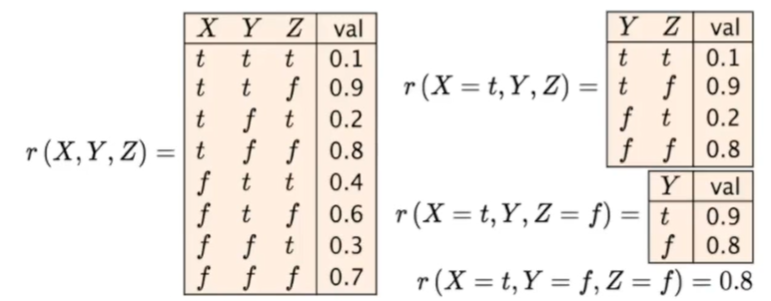 r (X, Y, Z) =
X Y Z val
t t t 0.1
t t f 0.9
t f t 0.2
t f f 0.8
f t t 0.4
f t f 0.6
f f t 0.3
f f f 0.7
r (X = t, Y, Z) =
Y Z val
t t 0.1
t f 0.9
f t 0.2
f f 0.8
r (X = t, Y, Z = f) =
Y val
t 0.9
f 0.8
r (X = t, Y = f, Z = f) = 0.8